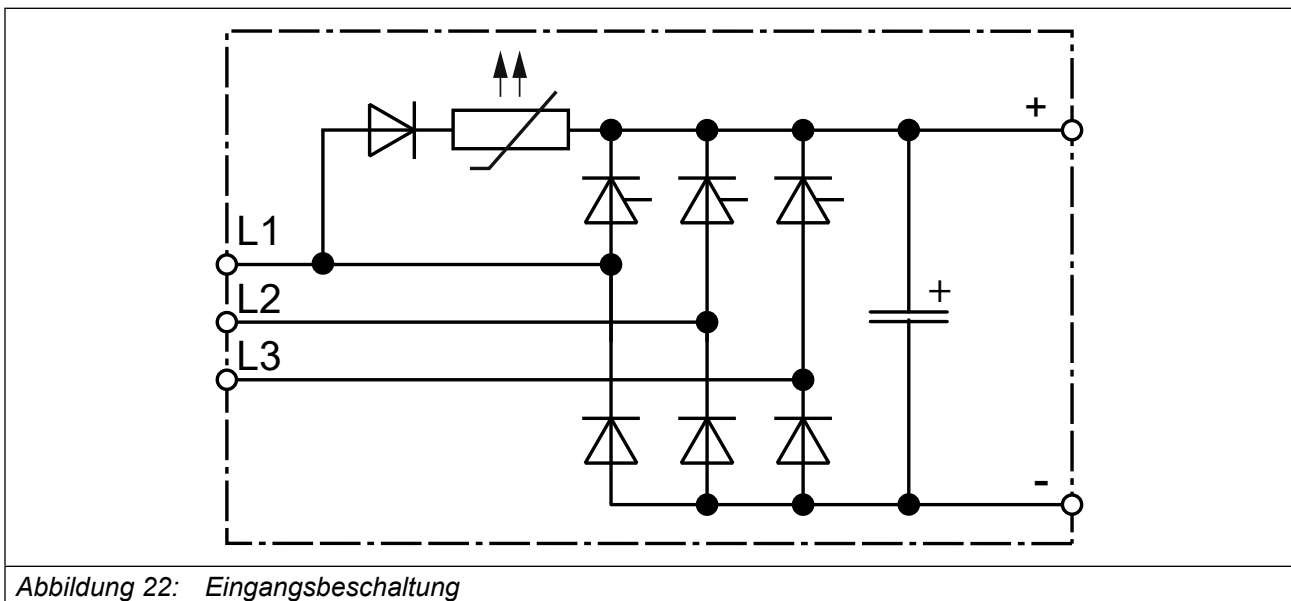 +
L1
+
L2
L3
-
Abbildung 22: Eingangsbeschaltung